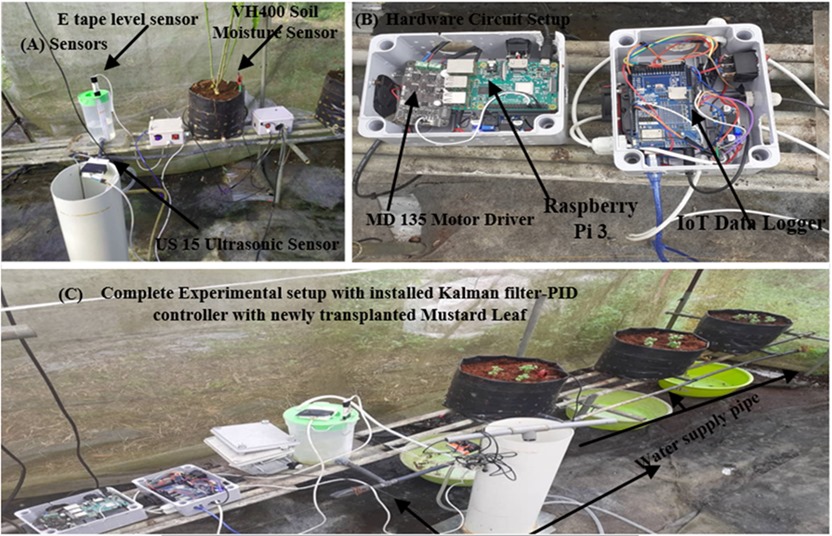 E tape level sensor
VH400 Soil
Moisture Sensor
(A) Sensors
US 15 Ultrasonic Sensor
(B) Hardware Circuit Setup
MD 135 Motor Driver
Raspberry
Pi 3
IoT Data Logger
(C) Complete Experimental setup with installed Kalman filter-PID
controller with newly transplanted Mustard Leaf
Water supply pipe